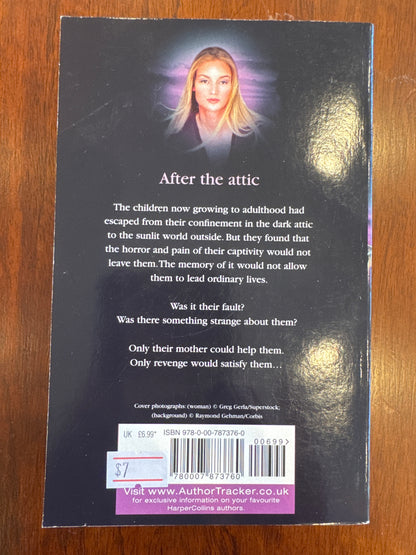 After the attic
The children now growing to adulthood had
escaped from their confinement in the dark attic
to the sunlit world outside. But they found that
the horror and pain of their captivity would not
leave them. The memory of it would not allow
them to lead ordinary lives.
Was it their fault?
Was there something strange about them?
Only their mother could help them.
Only revenge would satisfy them…
Cover photographs: (woman) © Greg Gerla/Superstock;
(background) © Raymond Gehman/Corbis
UK £6.99* ISBN 978-0-00-787376-0
00699>
$7
9 780007 873760 >
Visit www.AuthorTracker.co.uk
for exclusive information on your favourite
HarperCollins authors.